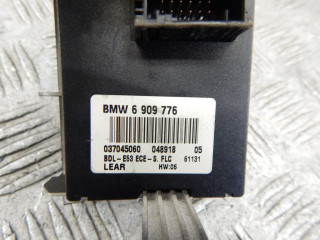 BMW 6 909 776
037045060 048918 05
BDL-E53 ECE-G. FLC 61131
LEAR HW:06